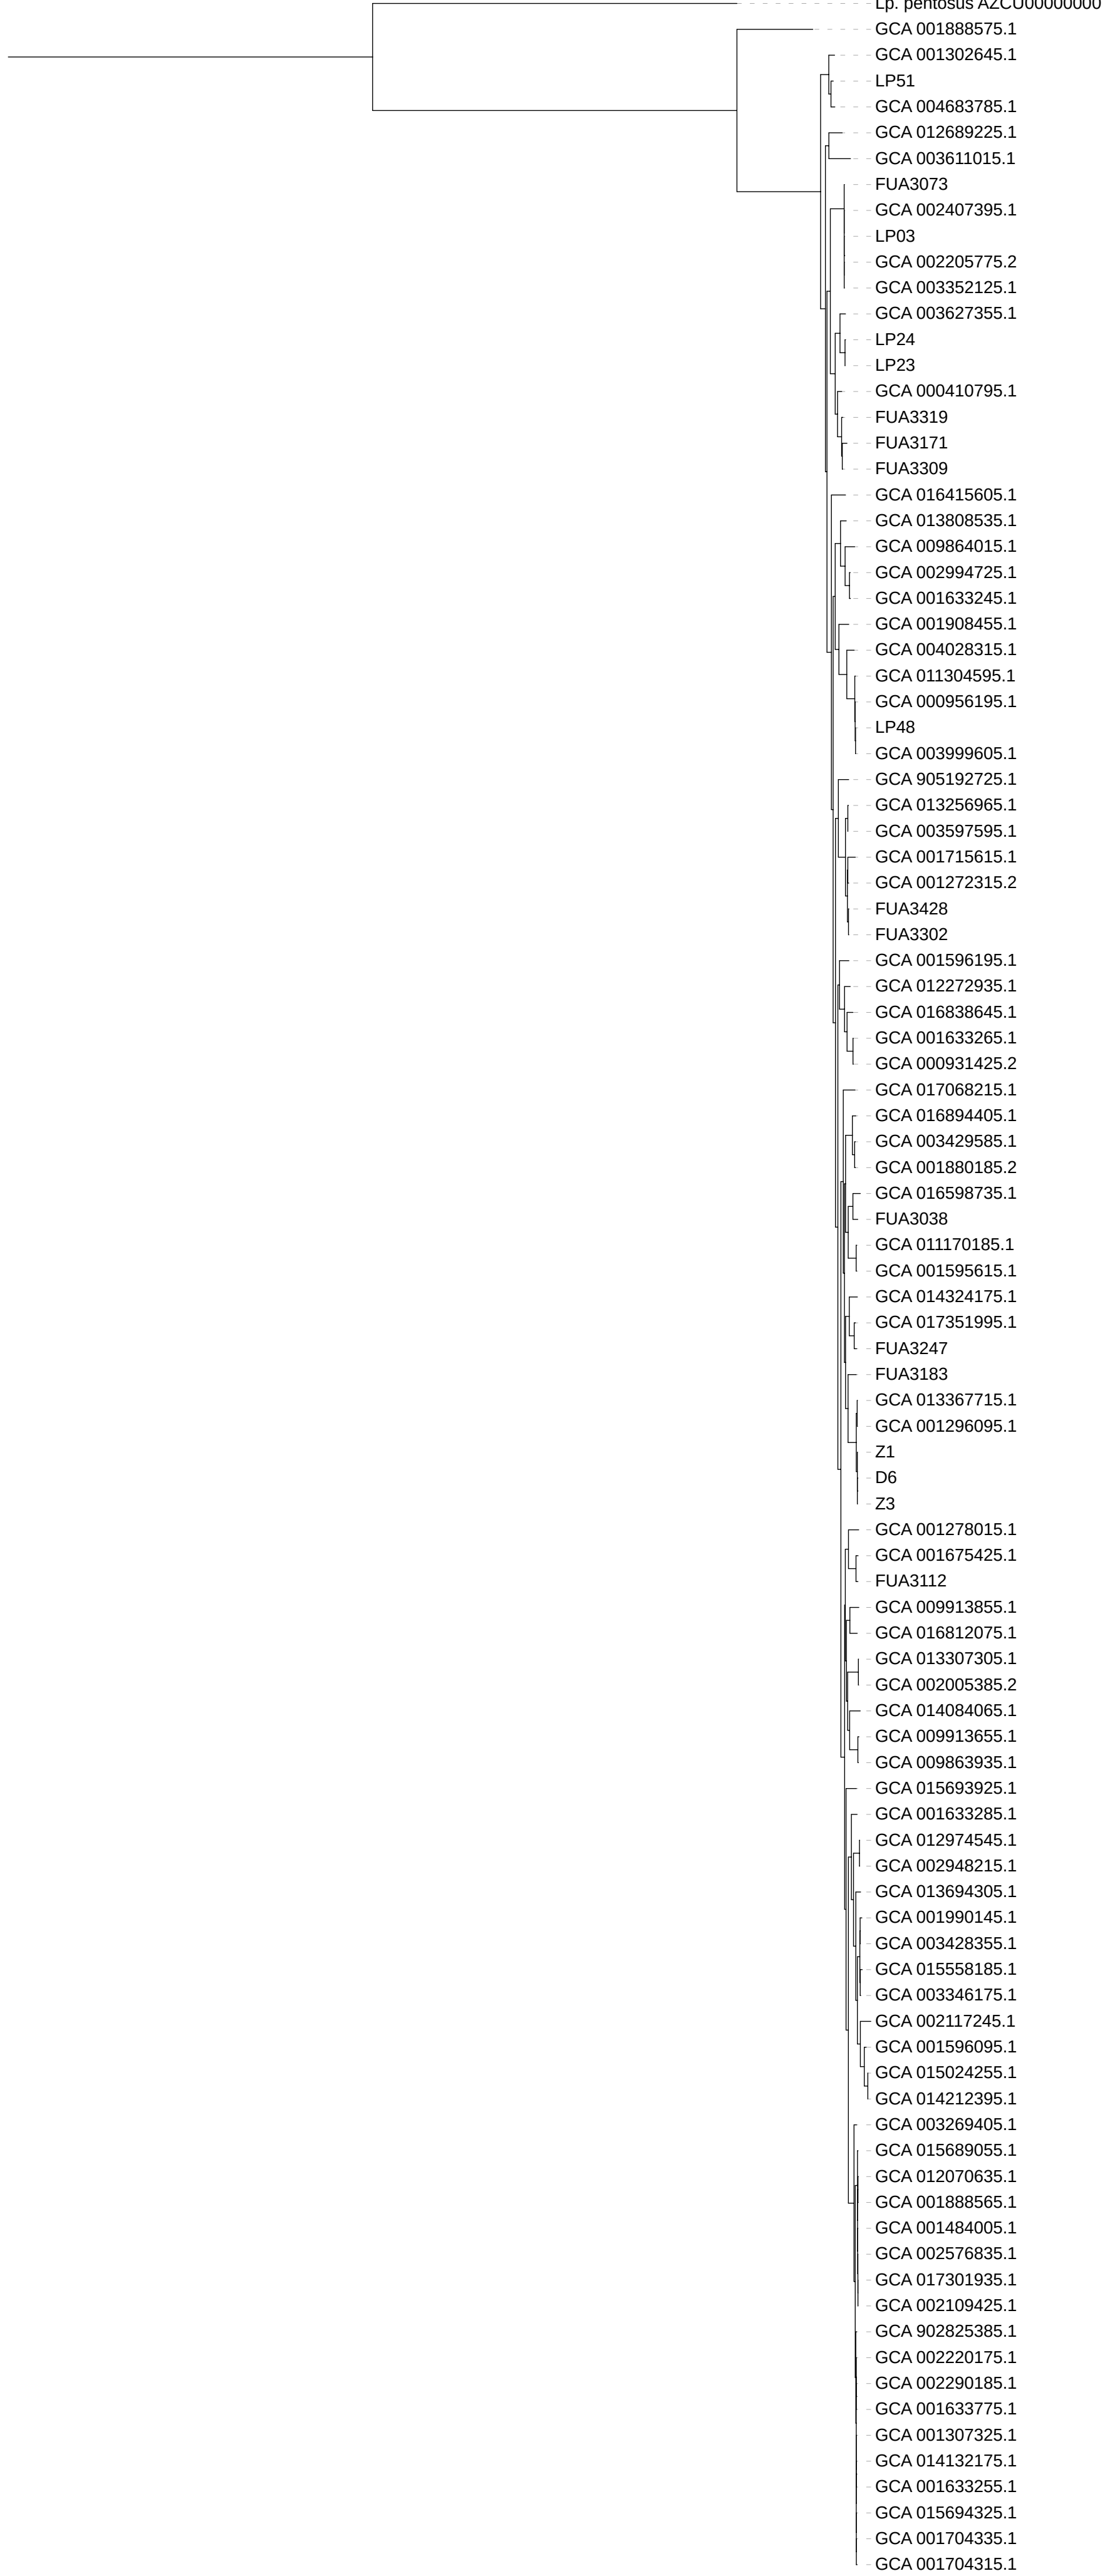 Lp. pentosus AZCU00000000
GCA 001888575.1
GCA 001302645.1
LP51
GCA 004683785.1
GCA 012689225.1
GCA 003611015.1
FUA3073
GCA 002407395.1
LP03
GCA 002205775.2
GCA 003352125.1
GCA 003627355.1
LP24
LP23
GCA 000410795.1
FUA3319
FUA3171
FUA3309
GCA 016415605.1
GCA 013808535.1
GCA 009864015.1
GCA 002994725.1
GCA 001633245.1
GCA 001908455.1
GCA 004028315.1
GCA 011304595.1
GCA 000956195.1
LP48
GCA 003999605.1
GCA 905192725.1
GCA 013256965.1
GCA 003597595.1
GCA 001715615.1
GCA 001272315.2
FUA3428
FUA3302
GCA 001596195.1
GCA 012272935.1
GCA 016838645.1
GCA 001633265.1
GCA 000931425.2
GCA 017068215.1
GCA 016894405.1
GCA 003429585.1
GCA 001880185.2
GCA 016598735.1
FUA3038
GCA 011170185.1
GCA 001595615.1
GCA 014324175.1
GCA 017351995.1
FUA3247
FUA3183
GCA 013367715.1
GCA 001296095.1
Z1
D6
Z3
GCA 001278015.1
GCA 001675425.1
FUA3112
GCA 009913855.1
GCA 016812075.1
GCA 013307305.1
GCA 002005385.2
GCA 014084065.1
GCA 009913655.1
GCA 009863935.1
GCA 015693925.1
GCA 001633285.1
GCA 012974545.1
GCA 002948215.1
GCA 013694305.1
GCA 001990145.1
GCA 003428355.1
GCA 015558185.1
GCA 003346175.1
GCA 002117245.1
GCA 001596095.1
GCA 015024255.1
GCA 014212395.1
GCA 003269405.1
GCA 015689055.1
GCA 012070635.1
GCA 001888565.1
GCA 001484005.1
GCA 002576835.1
GCA 017301935.1
GCA 002109425.1
GCA 902825385.1
GCA 002220175.1
GCA 002290185.1
GCA 001633775.1
GCA 001307325.1
GCA 014132175.1
GCA 001633255.1
GCA 015694325.1
GCA 001704335.1
GCA 001704315.1